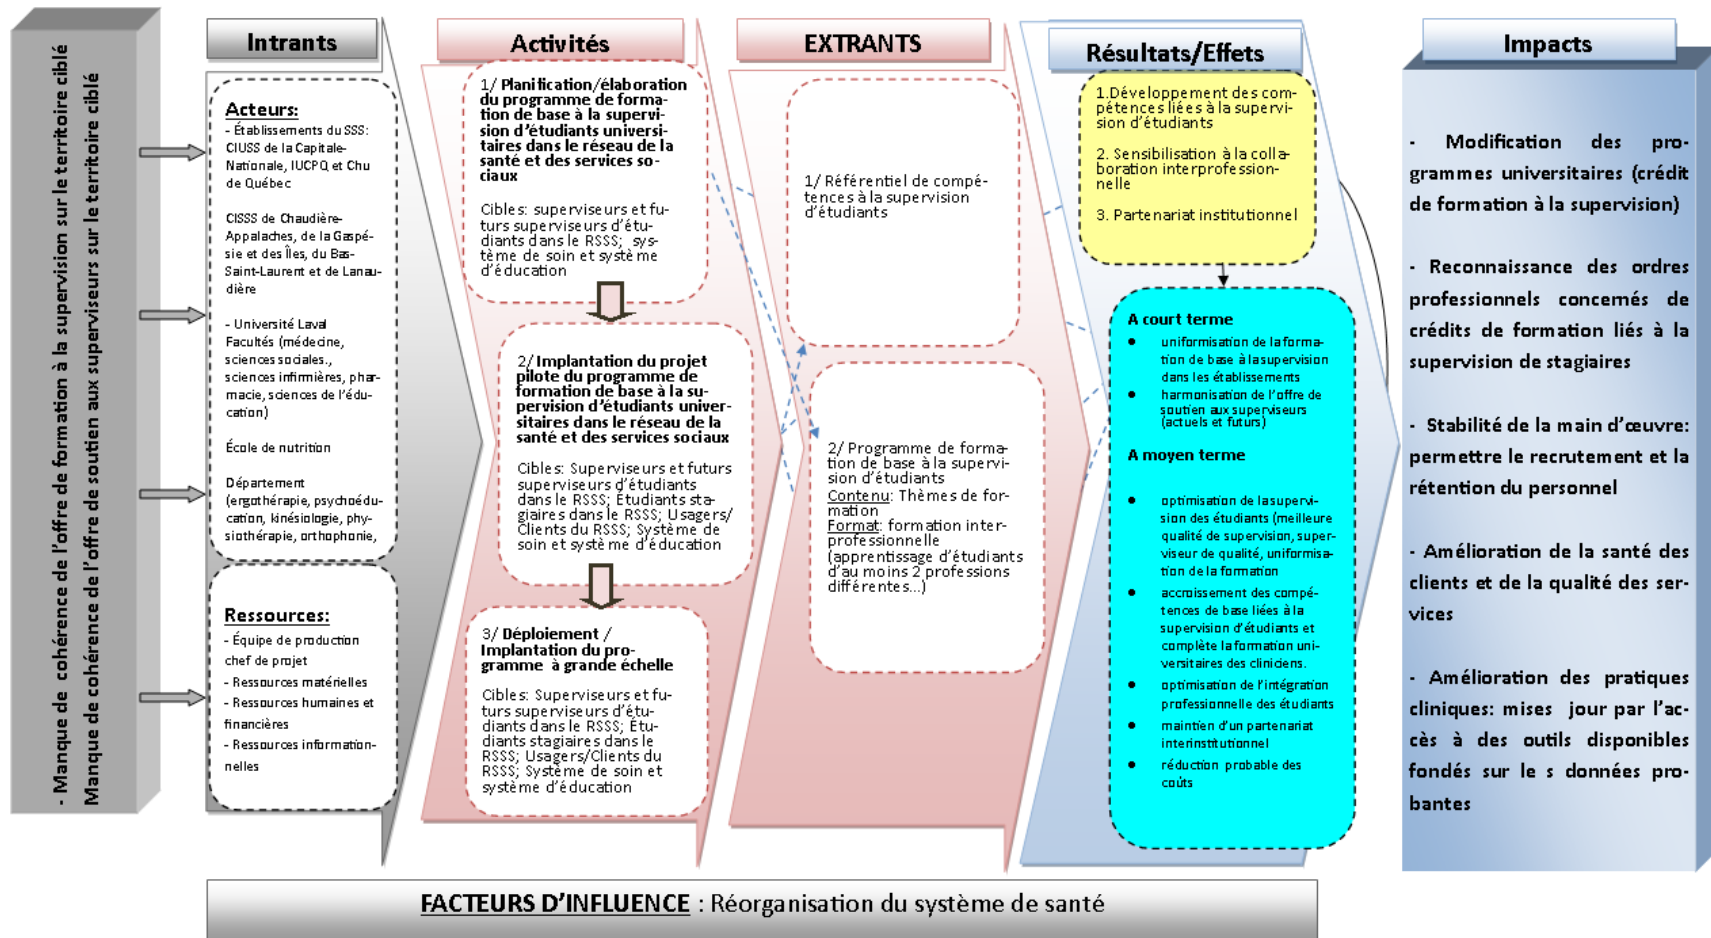 - Manque de cohérence de l'offre de formation à la supervision sur le territoire ciblé
Manque de cohérence de l'offre de soutien aux superviseurs sur le territoire ciblé
Intrants
Acteurs:
- Établissements du SSS:
CIUSS de la Capitale-
Nationale, IUCPQ et Chu
de Québec
CISSS de Chaudière-
Appalaches, de la Gaspé-
sie et des Îles, du Bas-
Saint-Laurent et de Lanau-
dière
- Université Laval
Facultés (médecine,
sciences sociales.,
sciences infirmières, phar-
macie, sciences de l'édu-
cation)
École de nutrition
Département
(ergothérapie, psychoédu-
cation, kinésiologie, phy-
siothérapie, orthophonie,
Ressources:
- Équipe de production
chef de projet
- Ressources matérielles
- Ressources humaines et
financières
- Ressources information-
nelles
Activités
1/ Planification/élaboration
du programme de forma-
tion de base à la supervi-
sion d'étudiants universi-
taires dans le réseau de la
santé et des services so-
ciaux
Cibles: superviseurs et fu-
turs superviseurs d'étu-
diants dans le RSSS; sys-
tème de soin et système
d'éducation
2/ Implantation du projet
pilote du programme de
formation de base à la su-
pervision d'étudiants univer-
sitaires dans le réseau de la
santé et des services sociaux
Cibles: Superviseurs et futurs
superviseurs d'étudiants
dans le RSSS; Étudiants sta-
giaires dans le RSSS; Usagers/
Clients du RSSS; Système de
soin et système d'éducation
3/ Déploiement /
Implantation du pro-
gramme à grande échelle
Cibles: Superviseurs et fu-
turs superviseurs d'étu-
diants dans le RSSS; Étu-
diants stagiaires dans le
RSSS; Usagers/Clients du
RSSS; Système de soin et
système d'éducation
EXTRANTS
1/ Référentiel de compé-
tences à la supervision
d'étudiants
2/ Programme de forma-
tion de base à la supervi-
sion d'étudiants
Contenu: Thèmes de for-
mation
Format: formation inter-
professionnelle
(apprentissage d'étudiants
d'au moins 2 professions
différentes...)
Résultats/Effets
1.Développement des com-
pétences liées à la supervi-
sion d'étudiants
2. Sensibilisation à la colla-
boration interprofession-
nelle
3. Partenariat institutionnel
A court terme
● uniformisation de la forma-
tion de base à la supervision
dans les établissements
● harmonisation de l'offre de
soutien aux superviseurs
(actuels et futurs)
A moyen terme
● optimisation de la supervi-
sion des étudiants (meilleure
qualité de supervision, super-
viseur de qualité, uniformisa-
tion de la formation
● accroissement des compé-
tences de base liées à la
supervision d'étudiants et
complète la formation uni-
versitaires des cliniciens.
● optimisation de l'intégration
professionnelle des étudiants
● maintien d'un partenariat
interinstitutionnel
● réduction probable des
coûts
Impacts
- Modification des pro-
grammes universitaires (crédit
de formation à la supervision)
- Reconnaissance des ordres
professionnels concernés de
crédits de formation liés à la
supervision de stagiaires
- Stabilité de la main d'œuvre:
permettre le recrutement et la
rétention du personnel
- Amélioration de la santé des
clients et de la qualité des ser-
vices
- Amélioration des pratiques
cliniques: mises jour par l'ac-
cès à des outils disponibles
fondés sur le s données pro-
bantes
FACTEURS D'INFLUENCE : Réorganisation du système de santé